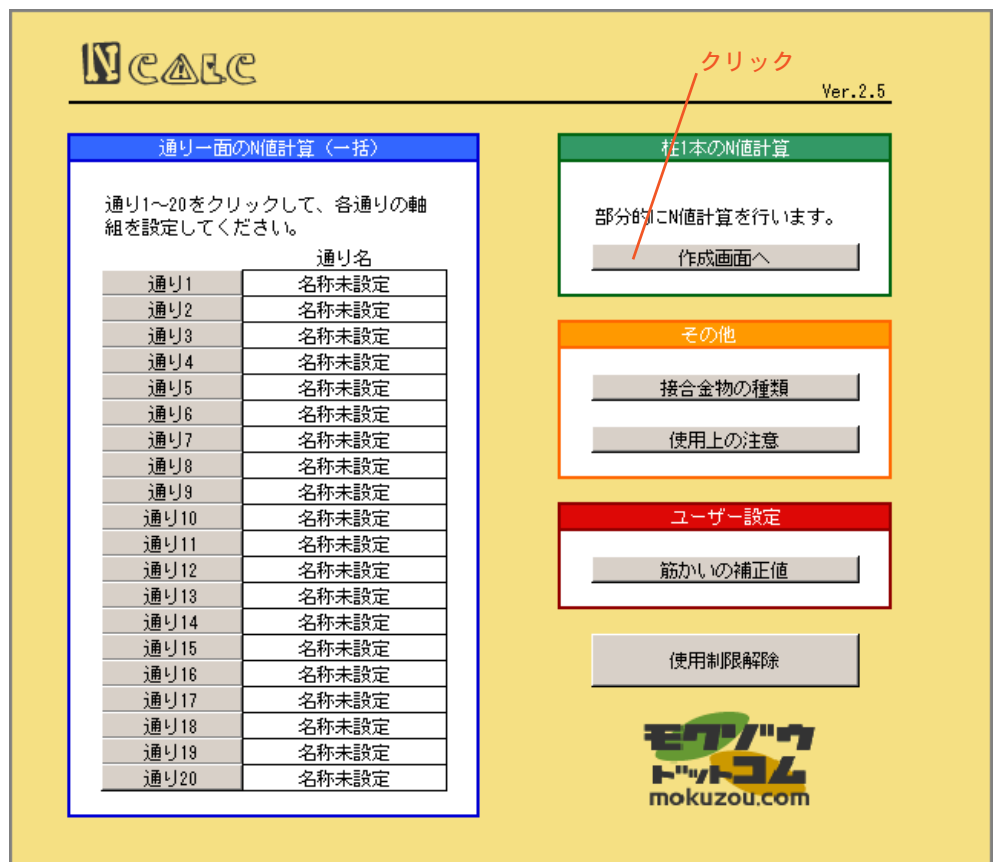 N CALC
クリック
Ver.2.5
通り一面のN値計算（一括）
通り1～20をクリックして、各通りの軸
組を設定してください。
通り名
通り1 名称未設定
通り2 名称未設定
通り3 名称未設定
通り4 名称未設定
通り5 名称未設定
通り6 名称未設定
通り7 名称未設定
通り8 名称未設定
通り9 名称未設定
通り10 名称未設定
通り11 名称未設定
通り12 名称未設定
通り13 名称未設定
通り14 名称未設定
通り15 名称未設定
通り16 名称未設定
通り17 名称未設定
通り18 名称未設定
通り19 名称未設定
通り20 名称未設定
柱1本のN値計算
部分的にN値計算を行います。
作成画面へ
その他
接合金物の種類
使用上の注意
ユーザー設定
筋かいの補正値
使用制限解除
モクゾウ
ドットコム
mokuzou.com